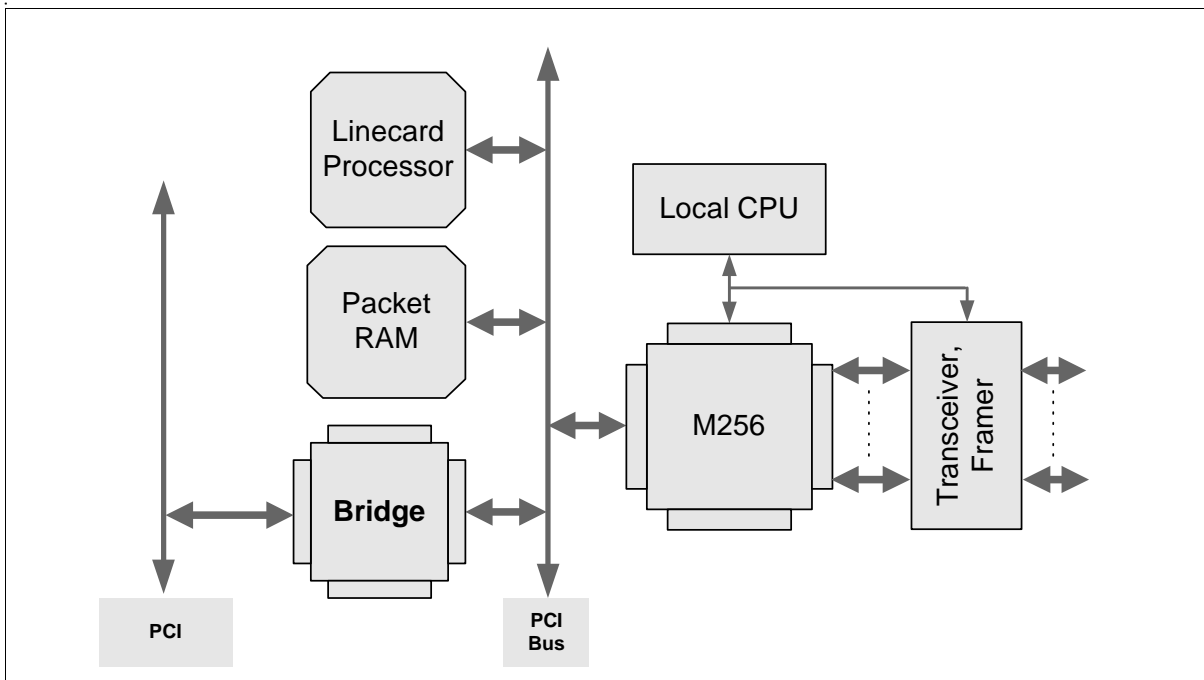 Linecard
Processor
Local CPU
Packet
RAM
M256
Transceiver,
Framer
Bridge
PCI
PCI
Bus